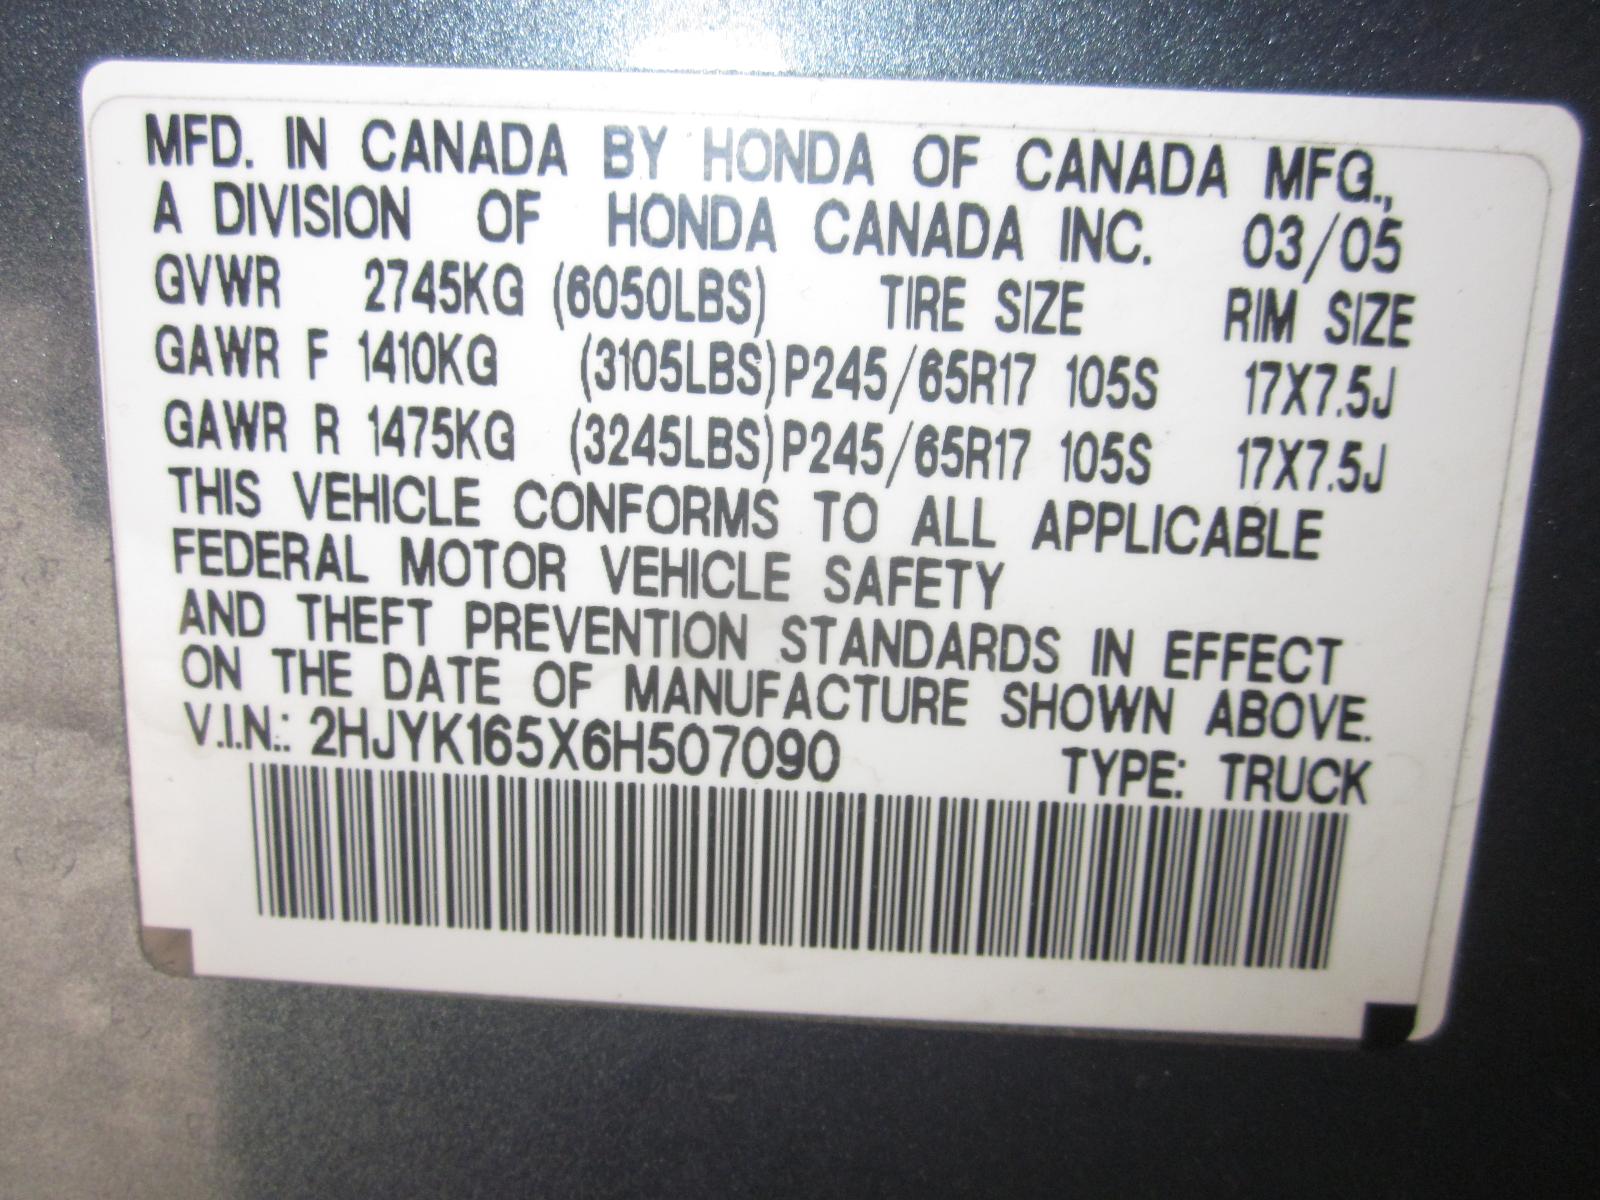 MFD. IN CANADA BY HONDA OF CANADA MFG.,
A DIVISION OF HONDA CANADA INC. 03/05
GVWR 2745KG (6050LBS) TIRE SIZE RIM SIZE
GAWR F 1410KG (3105LBS) P245/65R17 105S 17X7.5J
GAWR R 1475KG (3245LBS) P245/65R17 105S 17X7.5J
THIS VEHICLE CONFORMS TO ALL APPLICABLE
FEDERAL MOTOR VEHICLE SAFETY
AND THEFT PREVENTION STANDARDS IN EFFECT
ON THE DATE OF MANUFACTURE SHOWN ABOVE.
V.I.N.: 2HJYK165X6H507090 TYPE: TRUCK